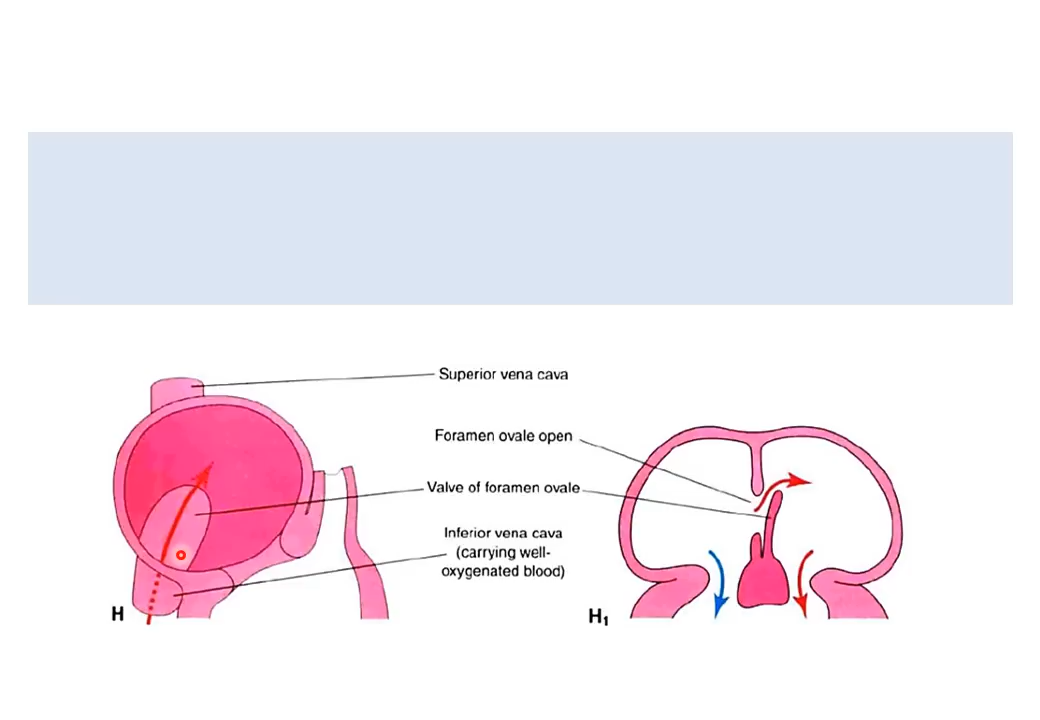 Superior vena cava
Foramen ovale open
Valve of foramen ovale
Inferior vena cava
(carrying well-
oxygenated blood)
H
H₁